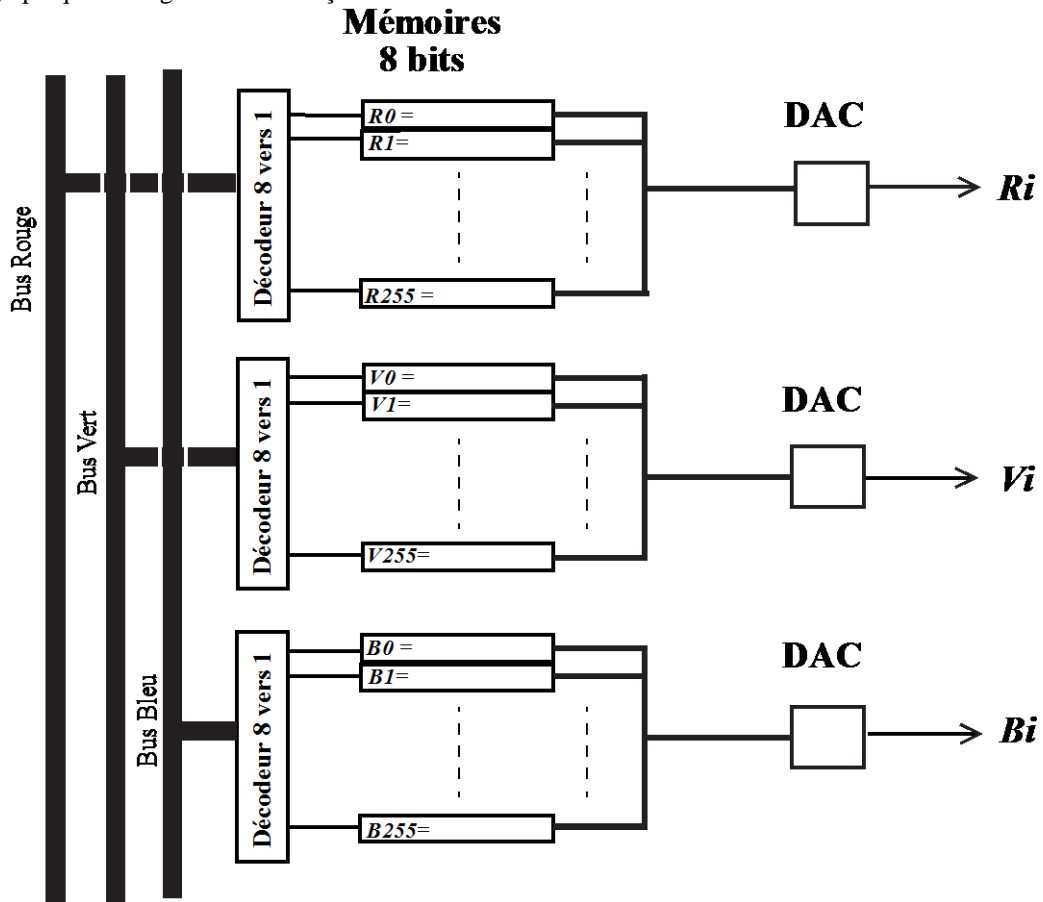 Mémoires
8 bits
Bus Rouge
Bus Vert
Bus Bleu
Décodeur 8 vers 1
R0 =
R1=
R255 =
DAC
Ri
Décodeur 8 vers 1
V0 =
V1=
V255=
DAC
Vi
Décodeur 8 vers 1
B0 =
B1=
B255=
DAC
Bi